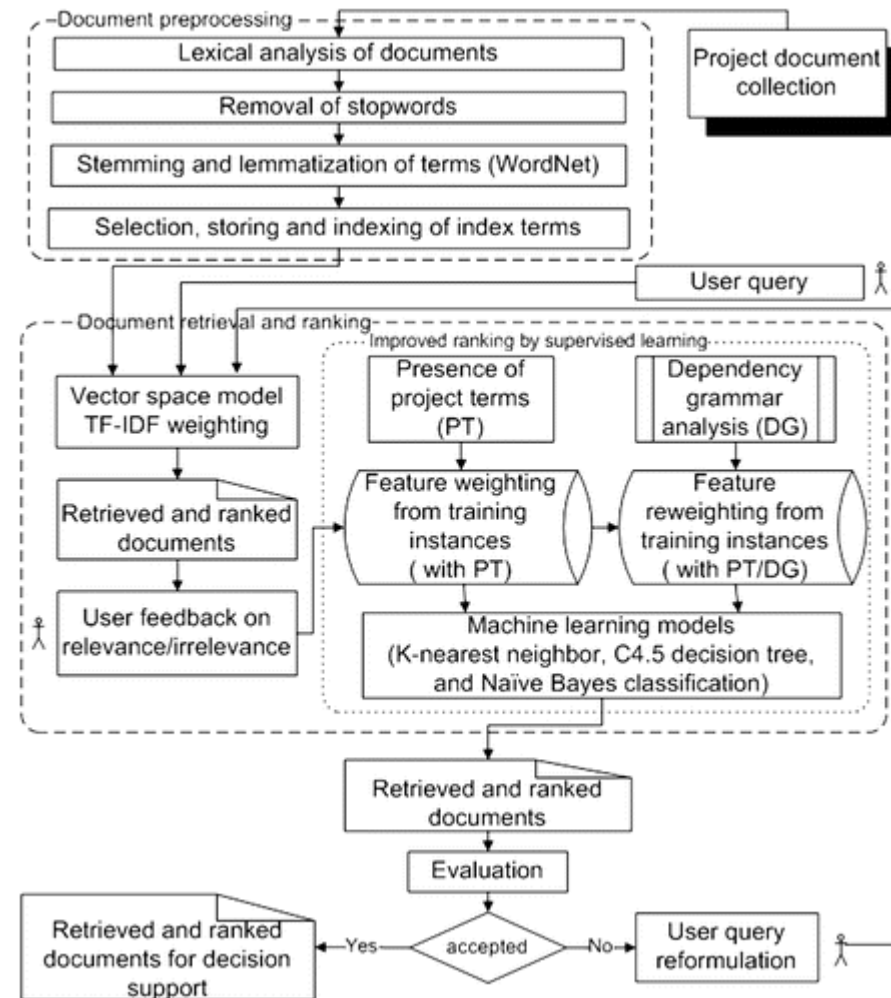 Document preprocessing
Lexical analysis of documents
Removal of stopwords
Stemming and lemmatization of terms (WordNet)
Selection, storing and indexing of index terms
Project document
collection
User query
Document retrieval and ranking
Improved ranking by supervised learning
Vector space model
TF-IDF weighting
Retrieved and ranked
documents
User feedback on
relevance/irrelevance
Presence of
project terms
(PT)
Dependency
grammar
analysis (DG)
Feature weighting
from training
instances
( with PT)
Feature
reweighting from
training instances
( with PT/DG)
Machine learning models
(K-nearest neighbor, C4.5 decision tree,
and Naïve Bayes classification)
Retrieved and ranked
documents
Evaluation
accepted
Yes
No
Retrieved and ranked
documents for decision
support
User query
reformulation